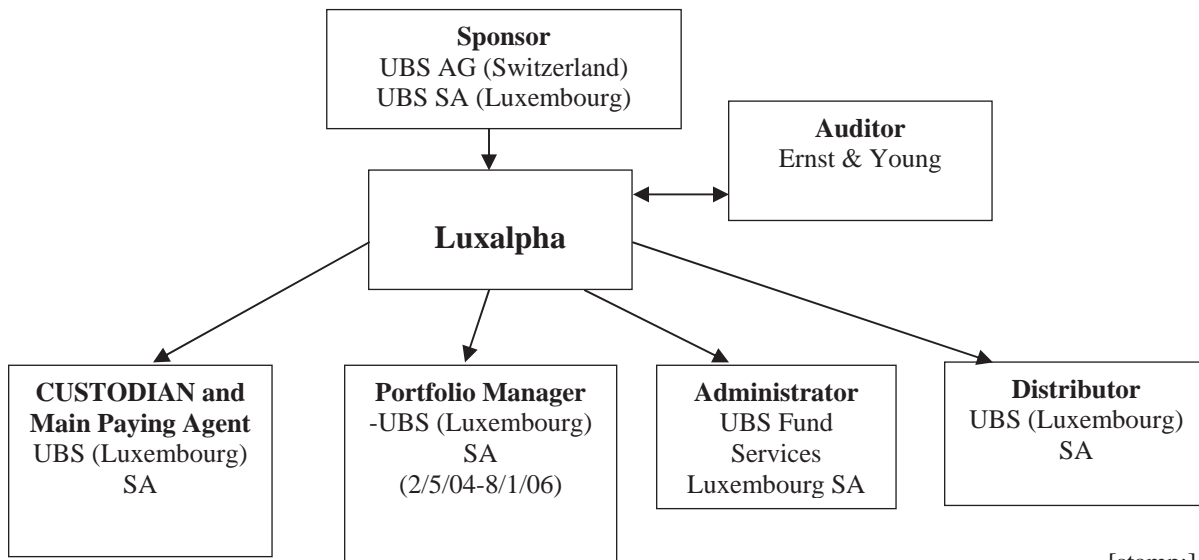 Sponsor
UBS AG (Switzerland)
UBS SA (Luxembourg)
Auditor
Ernst & Young
Luxalpha
CUSTODIAN and
Main Paying Agent
UBS (Luxembourg)
SA
Portfolio Manager
-UBS (Luxembourg)
SA
(2/5/04-8/1/06)
Administrator
UBS Fund
Services
Luxembourg SA
Distributor
UBS (Luxembourg)
SA